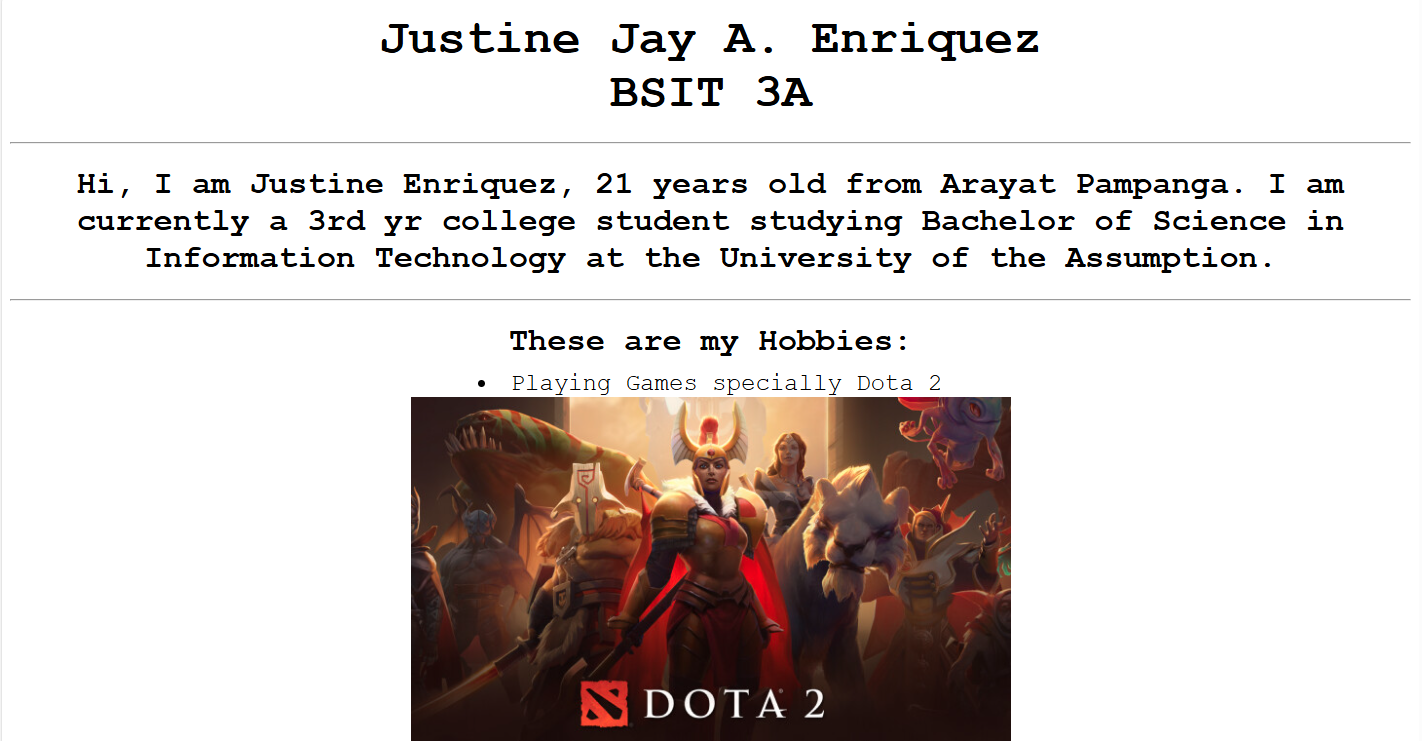 Justine Jay A. Enriquez
BSIT 3A
Hi, I am Justine Enriquez, 21 years old from Arayat Pampanga. I am
currently a 3rd yr college student studying Bachelor of Science in
Information Technology at the University of the Assumption.
These are my Hobbies:
• Playing Games specially Dota 2
DOTA 2